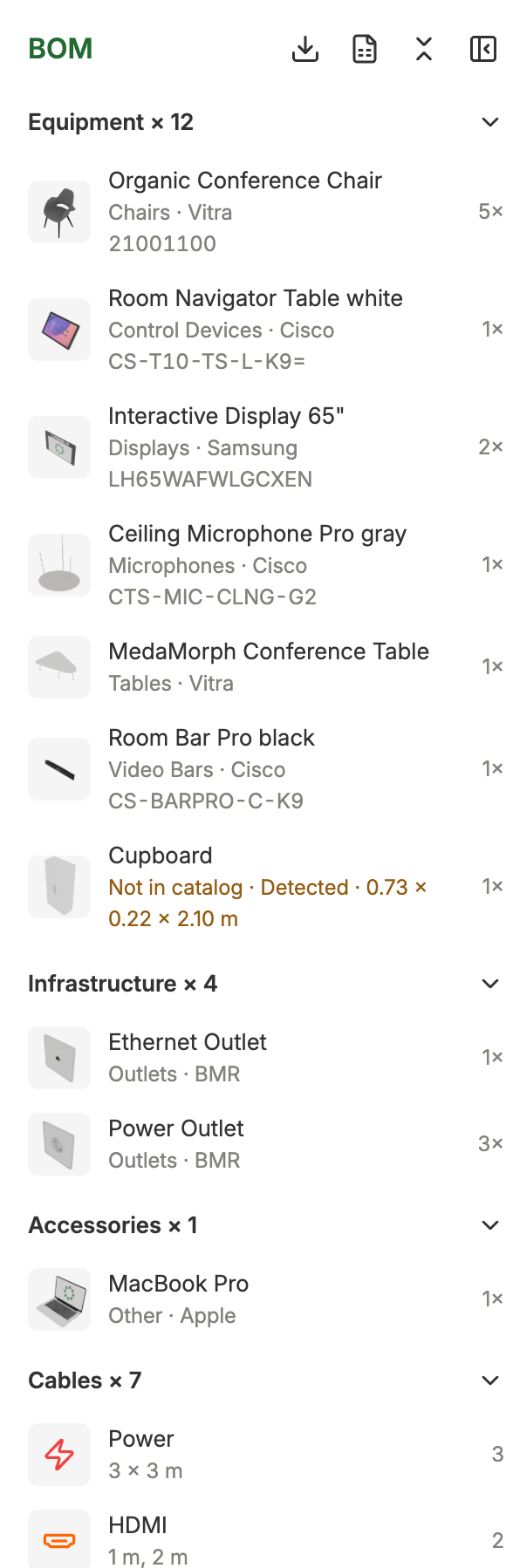 BOM
Equipment × 12
Organic Conference Chair
Chairs · Vitra
5×
21001100
Room Navigator Table white
Control Devices · Cisco
1×
CS-T10-TS-L-K9=
Interactive Display 65"
Displays · Samsung
2×
LH65WAFWLGCXEN
Ceiling Microphone Pro gray
Microphones · Cisco
1×
CTS-MIC-CLNG-G2
MedaMorph Conference Table
1×
Tables · Vitra
Room Bar Pro black
Video Bars · Cisco
1×
CS-BARPRO-C-K9
Cupboard
Not in catalog · Detected · 0.73 ×
1×
0.22 × 2.10 m
Infrastructure × 4
Ethernet Outlet
1×
Outlets · BMR
Power Outlet
3×
Outlets · BMR
Accessories × 1
MacBook Pro
1×
Other · Apple
Cables × 7
Power
3
3 × 3 m
HDMI
2
1 m, 2 m